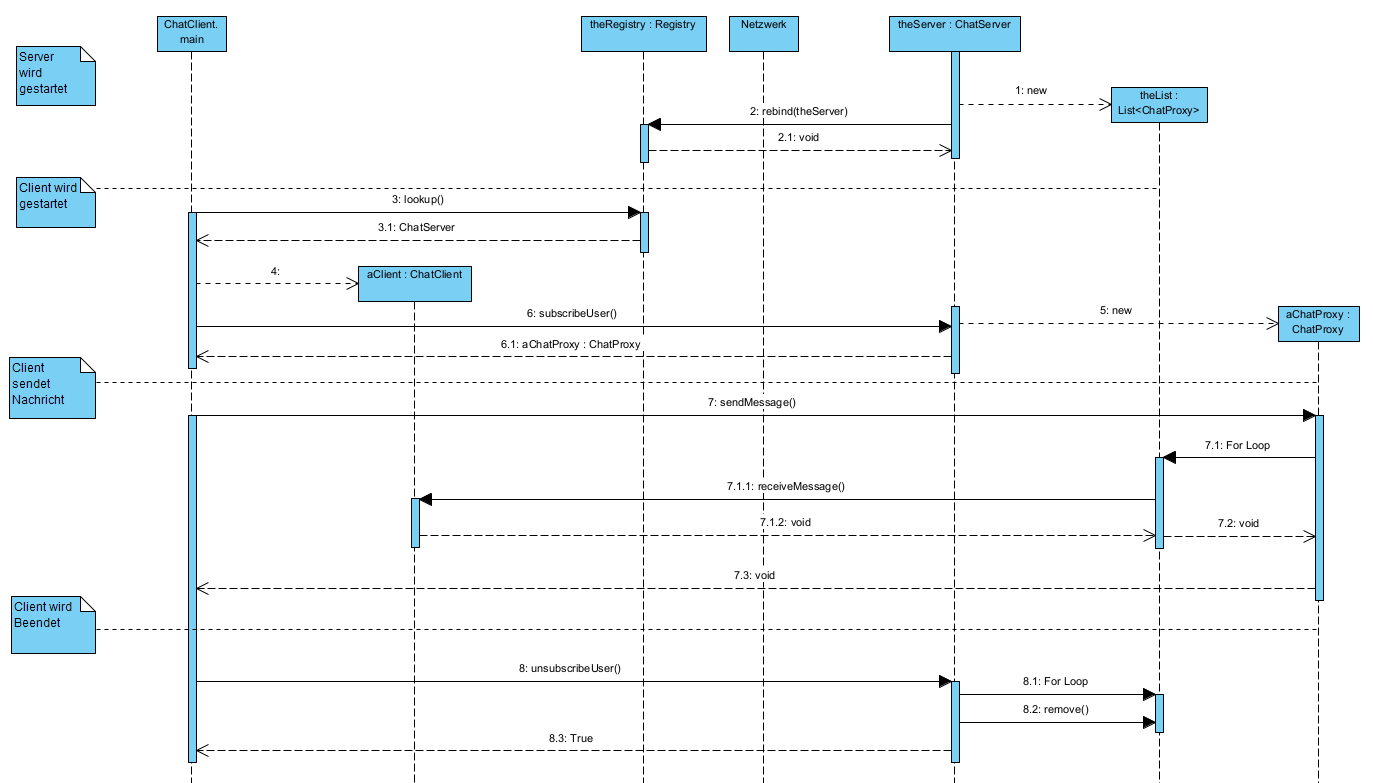 ChatClient.
main
theRegistry : Registry
Netzwerk
theServer : ChatServer
Server
wird
gestartet
1: new
theList :
List<ChatProxy>
2: rebind(theServer)
2.1: void
Client wird
gestartet
3: lookup()
3.1: ChatServer
4:
aClient : ChatClient
5: new
aChatProxy :
ChatProxy
6: subscribeUser()
6.1: aChatProxy : ChatProxy
Client
sendet
Nachricht
7: sendMessage()
7.1: For Loop
7.1.1: receiveMessage()
7.1.2: void
7.2: void
7.3: void
Client wird
Beendet
8: unsubscribeUser()
8.1: For Loop
8.2: remove()
8.3: True